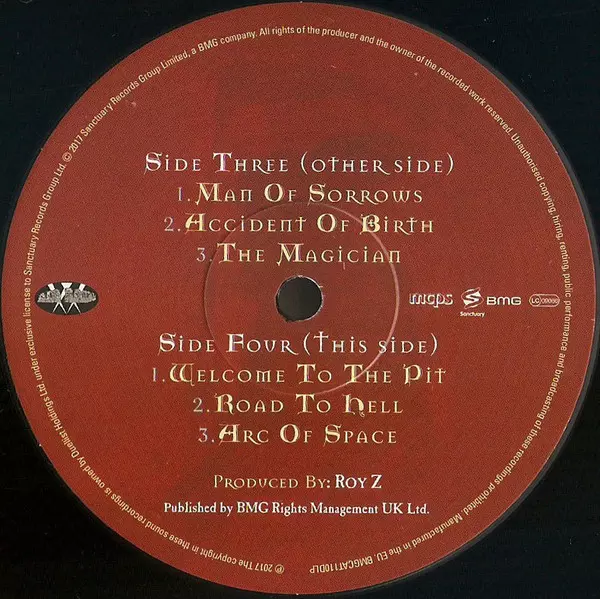 ℗ 2017 The copyright in these sound recordings is owned by Duellist Holdings Ltd. under exclusive license to Sanctuary Records Group Ltd. © 2017 Sanctuary Records Group Limited, a BMG company. All rights of the producer and the owner of the recorded work reserved. Unauthorised copying, hiring, renting, public performance and broadcasting of these recordings prohibited. Manufactured in the EU. BMGCAT110DLP
Side Three (other side)
1. Man Of Sorrows
2. Accident Of Birth
3. The Magician
mcps
Sanctuary
BMG
LC
Side Four (this side)
1. Welcome To The Pit
2. Road To Hell
3. Arc Of Space
Produced By: Roy Z
Published by BMG Rights Management UK Ltd.